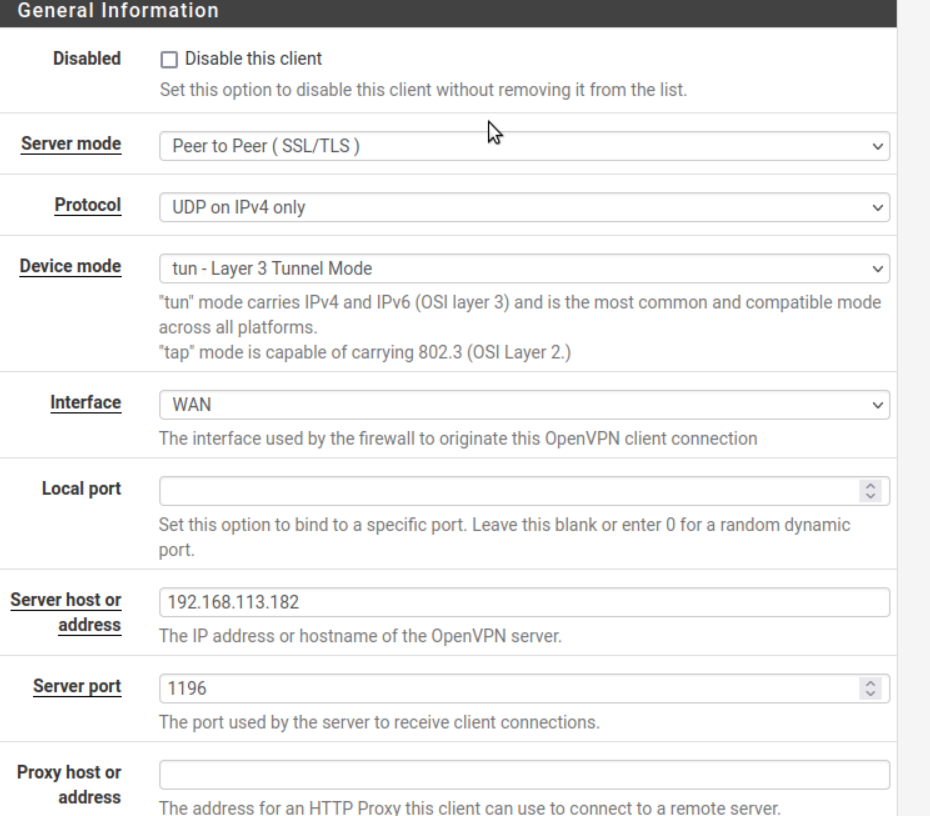 General Information
Disabled
Disable this client
Set this option to disable this client without removing it from the list.
Server mode
Peer to Peer ( SSL/TLS )
Protocol
UDP on IPv4 only
Device mode
tun - Layer 3 Tunnel Mode
"tun" mode carries IPv4 and IPv6 (OSI layer 3) and is the most common and compatible mode
across all platforms.
"tap" mode is capable of carrying 802.3 (OSI Layer 2.)
Interface
WAN
The interface used by the firewall to originate this OpenVPN client connection
Local port
Set this option to bind to a specific port. Leave this blank or enter 0 for a random dynamic
port.
Server host or
address
192.168.113.182
The IP address or hostname of the OpenVPN server.
Server port
1196
The port used by the server to receive client connections.
Proxy host or
address
The address for an HTTP Proxy this client can use to connect to a remote server.